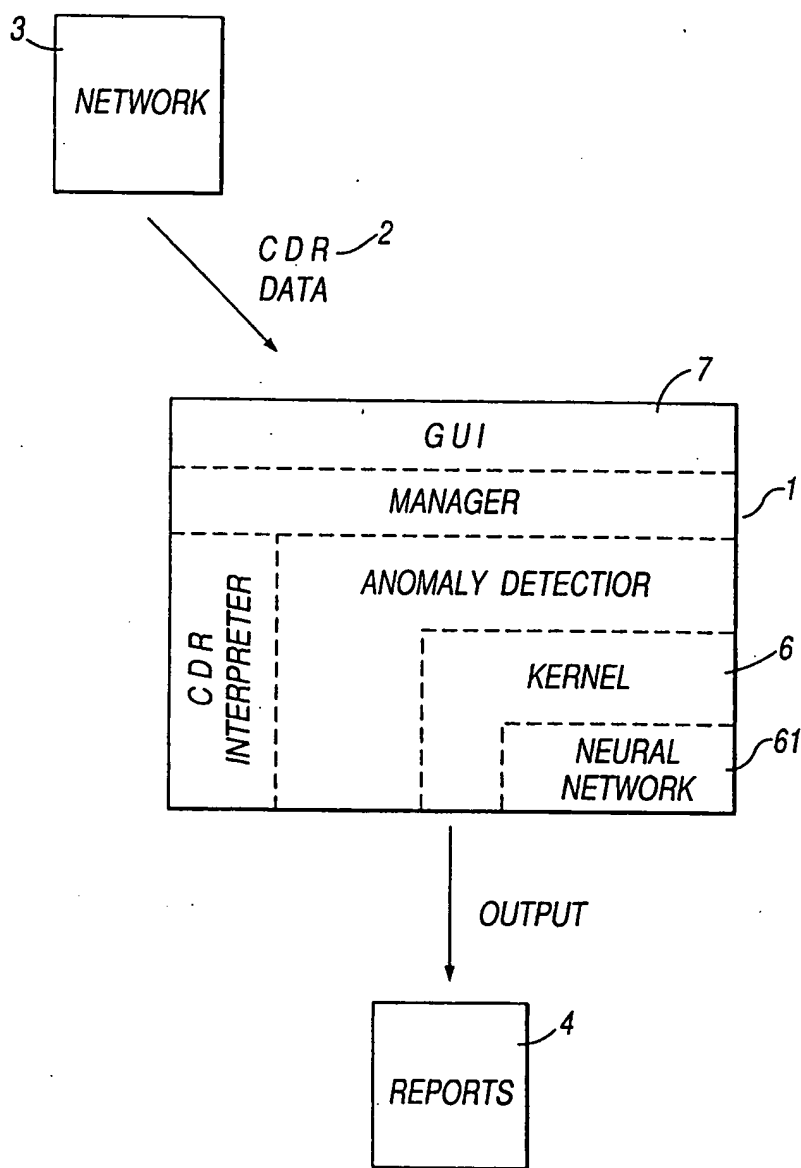 3
NETWORK
CDR 2
DATA
7
GUI
MANAGER
1
ANOMALY DETECTIOR
CDR
INTERPRETER
KERNEL
6
NEURAL
NETWORK
61
OUTPUT
4
REPORTS